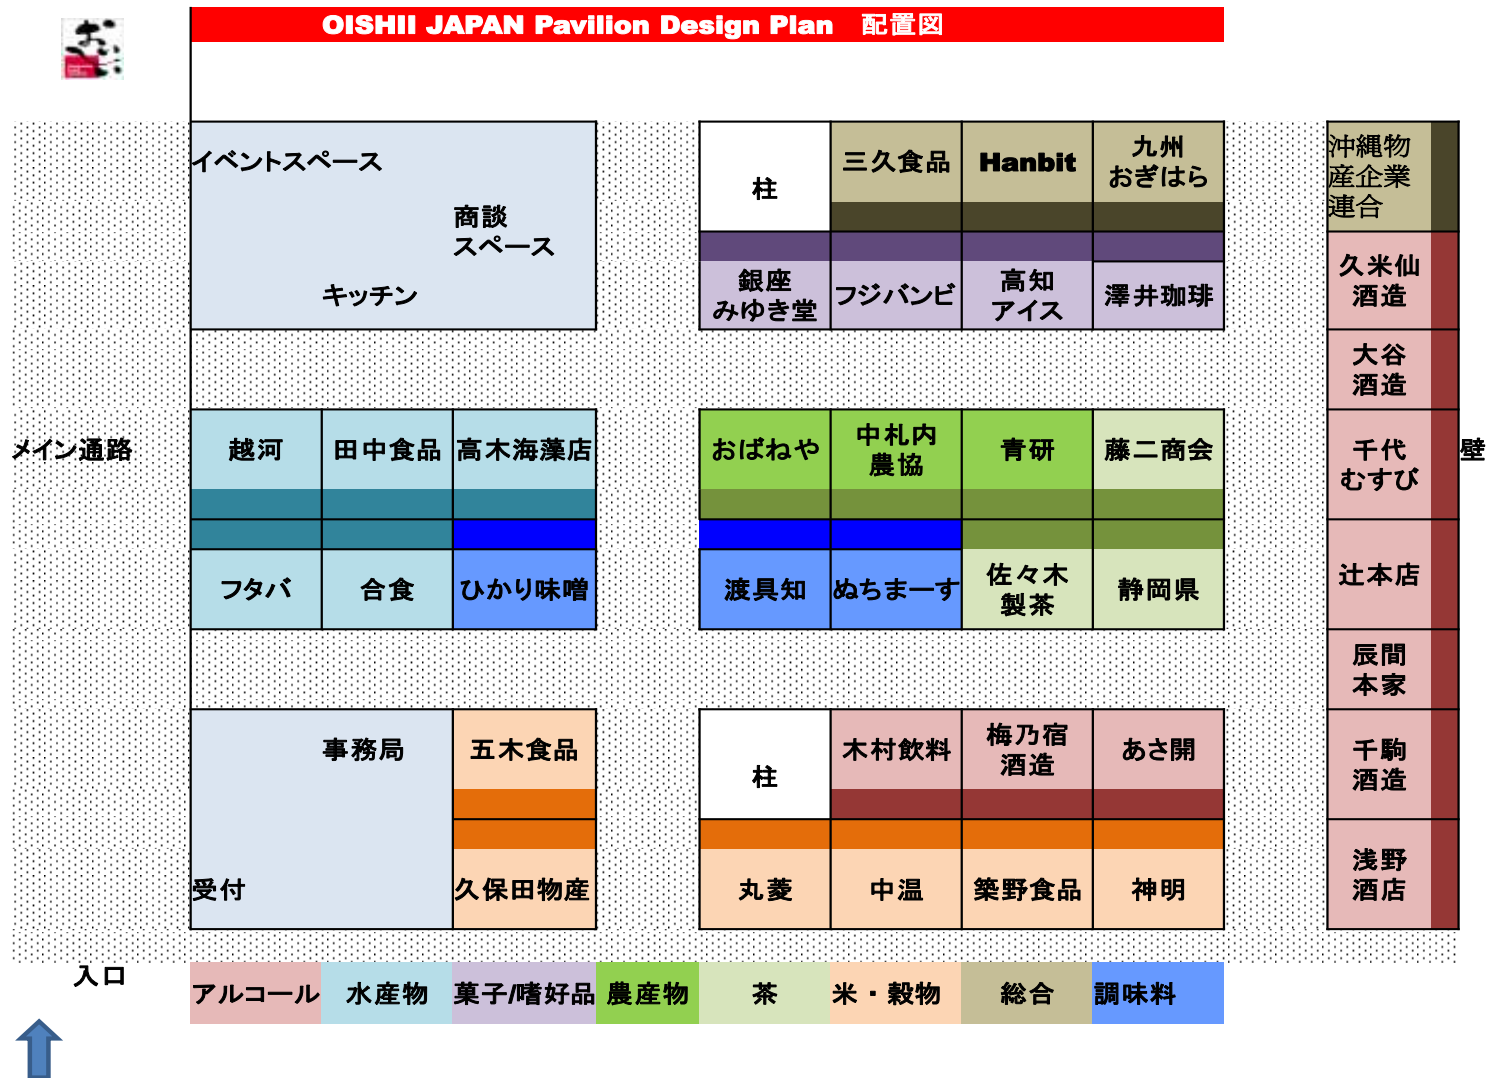 OISHII JAPAN Pavilion Design Plan 配置図
おいしい
イベントスペース
商談
スペース
キッチン
柱
三久食品
Hanbit
九州
おぎはら
沖縄物
産企業
連合
銀座
みゆき堂
フジバンビ
高知
アイス
澤井珈琲
久米仙
酒造
大谷
酒造
メイン通路
越河
田中食品
高木海藻店
おばねや
中札内
農協
青研
藤二商会
千代
むすび
壁
フタバ
合食
ひかり味噌
渡具知
ぬちまーす
佐々木
製茶
静岡県
辻本店
辰間
本家
事務局
五木食品
柱
木村飲料
梅乃宿
酒造
あさ開
千駒
酒造
受付
久保田物産
丸菱
中温
築野食品
神明
浅野
酒店
入口
アルコール
水産物
菓子/嗜好品
農産物
茶
米・穀物
総合
調味料